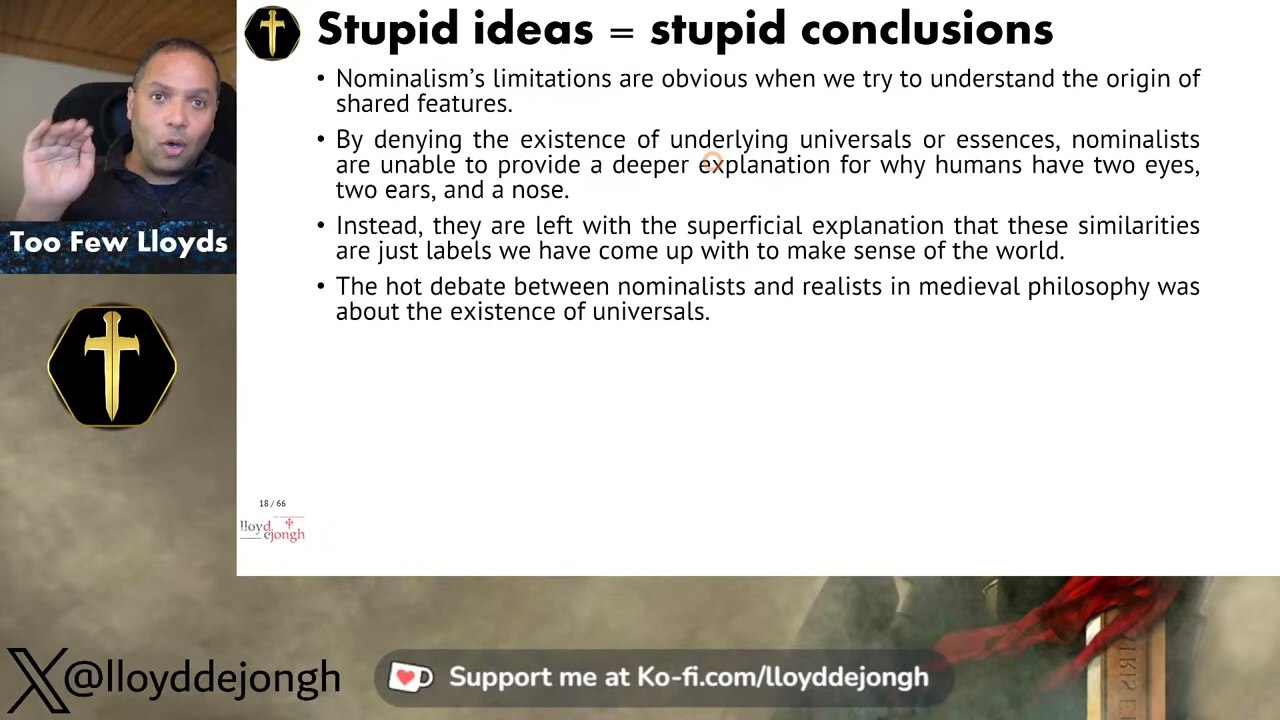 Stupid ideas = stupid conclusions
• Nominalism's limitations are obvious when we try to understand the origin of
shared features.
• By denying the existence of underlying universals or essences, nominalists
are unable to provide a deeper explanation for why humans have two eyes,
two ears, and a nose.
• Instead, they are left with the superficial explanation that these similarities
are just labels we have come up with to make sense of the world.
• The hot debate between nominalists and realists in medieval philosophy was
about the existence of universals.
Too Few Lloyds
18 / 66
lloyd
ejongh
X@lloyddejongh
Support me at Ko-fi.com/lloyddejongh